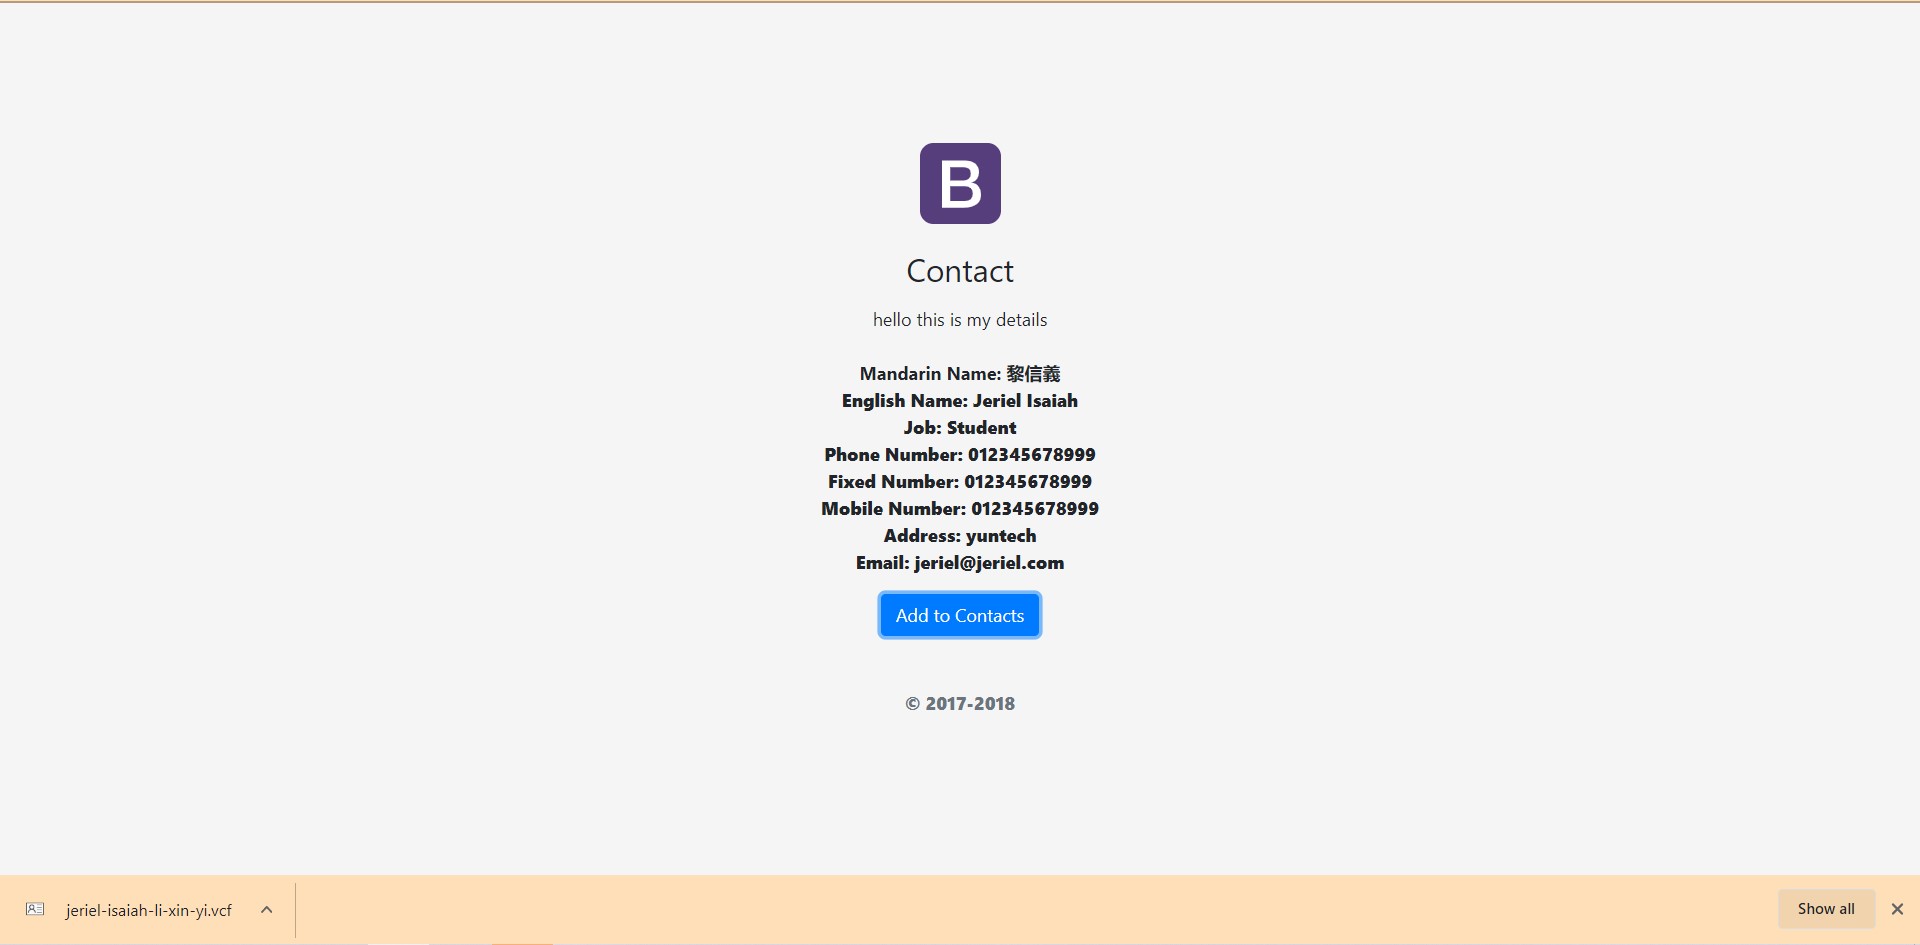 B
Contact
hello this is my details
Mandarin Name: 黎信義
English Name: Jeriel Isaiah
Job: Student
Phone Number: 012345678999
Fixed Number: 012345678999
Mobile Number: 012345678999
Address: yuntech
Email: jeriel@jeriel.com
Add to Contacts
© 2017-2018
jeriel-isaiah-li-xin-yi.vcf
Show all